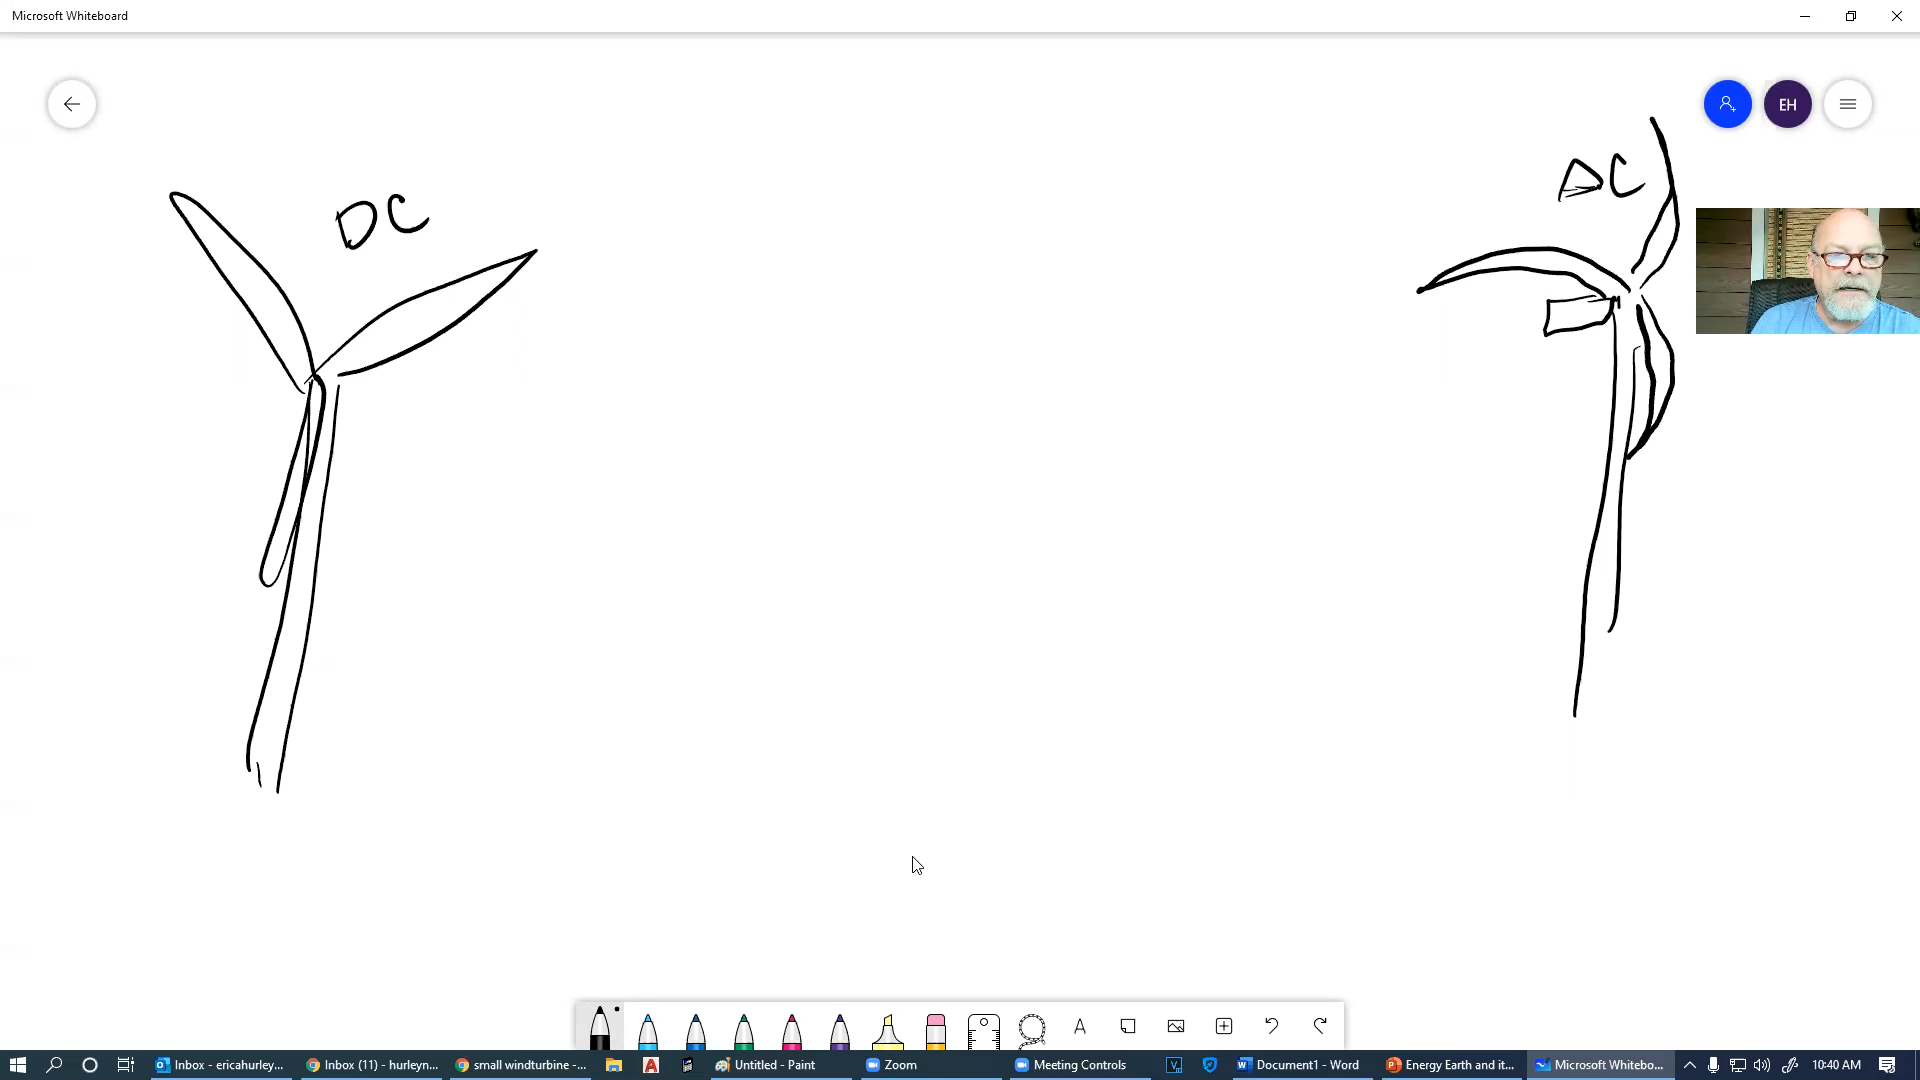 Microsoft Whiteboard
EH
DC
DC
A
Inbox - ericahurley...
Inbox (11) - hurleyn...
small windturbine -...
Untitled - Paint
Zoom
Meeting Controls
Document1 - Word
Energy Earth and it...
Microsoft Whitebo...
10:40 AM